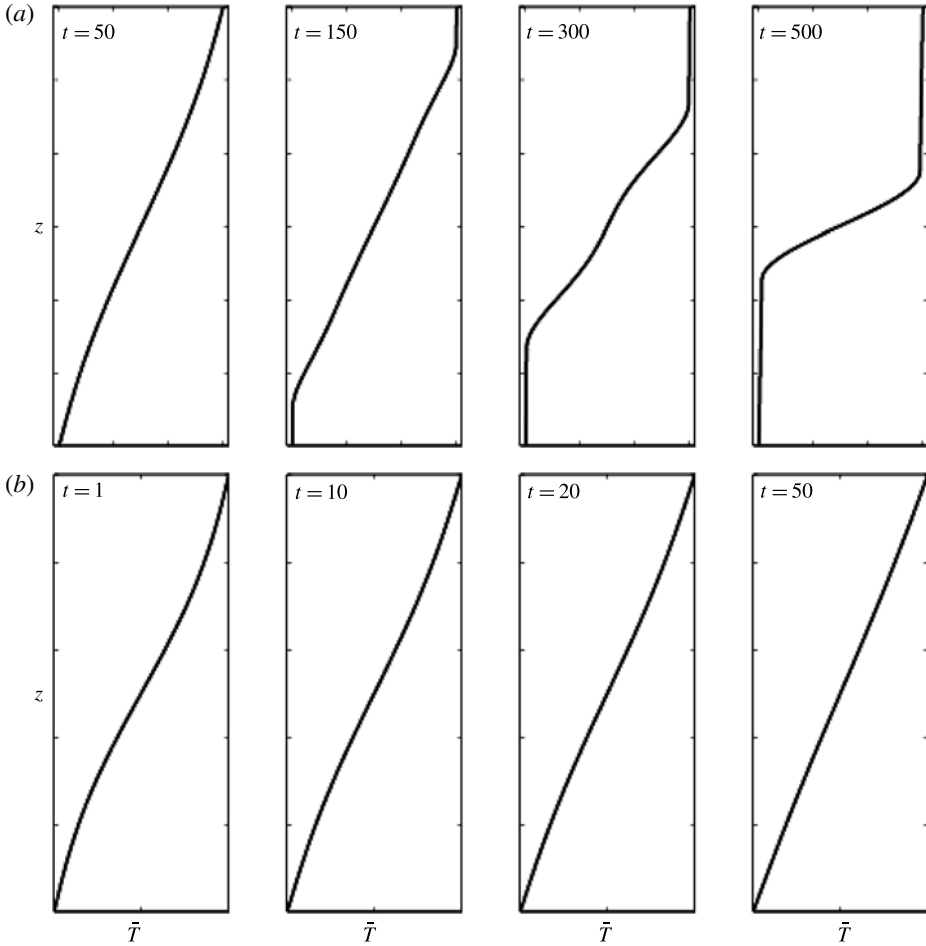 (a) t = 50 t = 150 t = 300 t = 500
z
(b) t = 1 t = 10 t = 20 t = 50
z
T̄ T̄ T̄ T̄